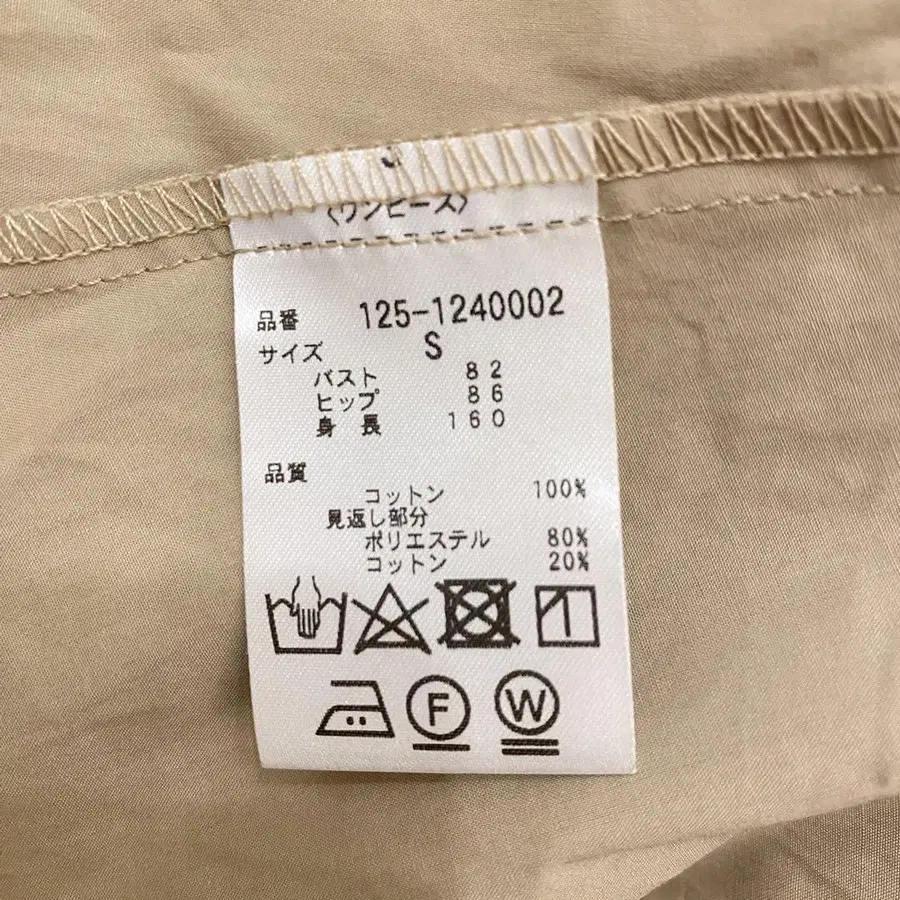 〈ワンピース〉
品番 125-1240002
サイズ S
バスト 82
ヒップ 86
身長 160
品質
コットン 100%
見返し部分
ポリエステル 80%
コットン 20%
F W